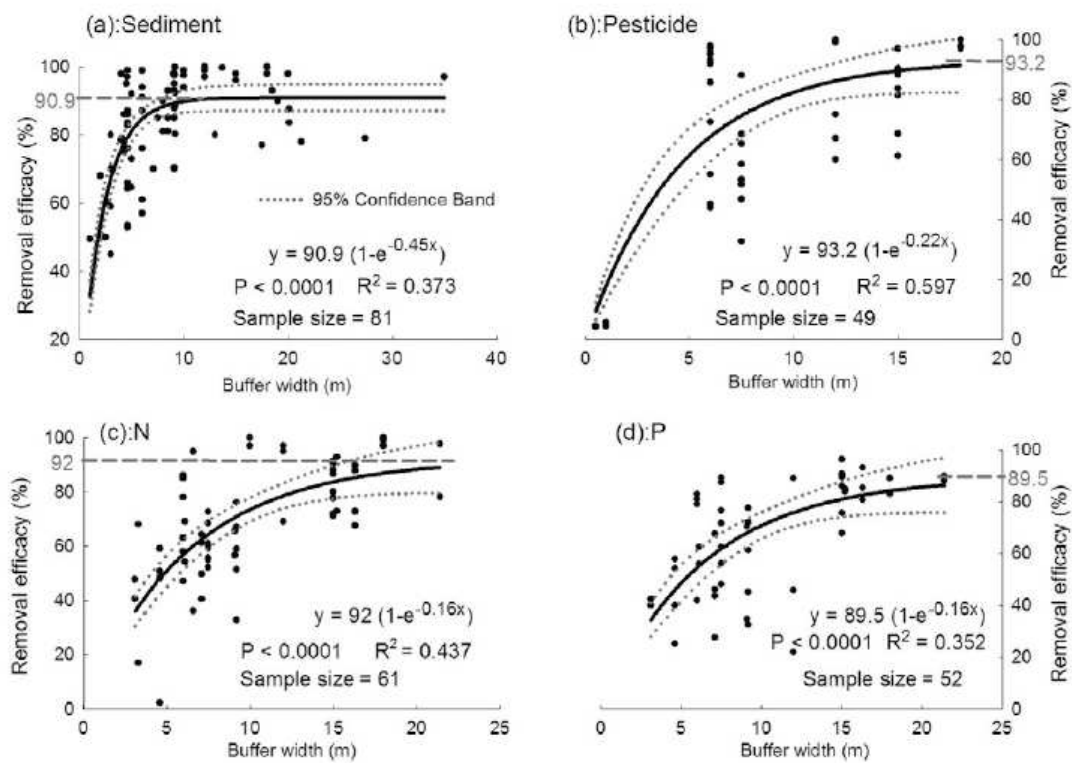 (a):Sediment
100
90.9
80
60
40
20
0
10
20
30
40
Removal efficacy (%)
95% Confidence Band
y = 90.9 (1-e^-0.45x)
P < 0.0001 R² = 0.373
Sample size = 81
Buffer width (m)
(b):Pesticide
100
93.2
80
60
40
20
0
0
5
10
15
20
Removal efficacy (%)
y = 93.2 (1-e^-0.22x)
P < 0.0001 R² = 0.597
Sample size = 49
Buffer width (m)
(c):N
100
92
80
60
40
20
0
0
5
10
15
20
25
Removal efficacy (%)
y = 92 (1-e^-0.16x)
P < 0.0001 R² = 0.437
Sample size = 61
Buffer width (m)
(d):P
100
89.5
80
60
40
20
0
0
5
10
15
20
25
Removal efficacy (%)
y = 89.5 (1-e^-0.16x)
P < 0.0001 R² = 0.352
Sample size = 52
Buffer width (m)